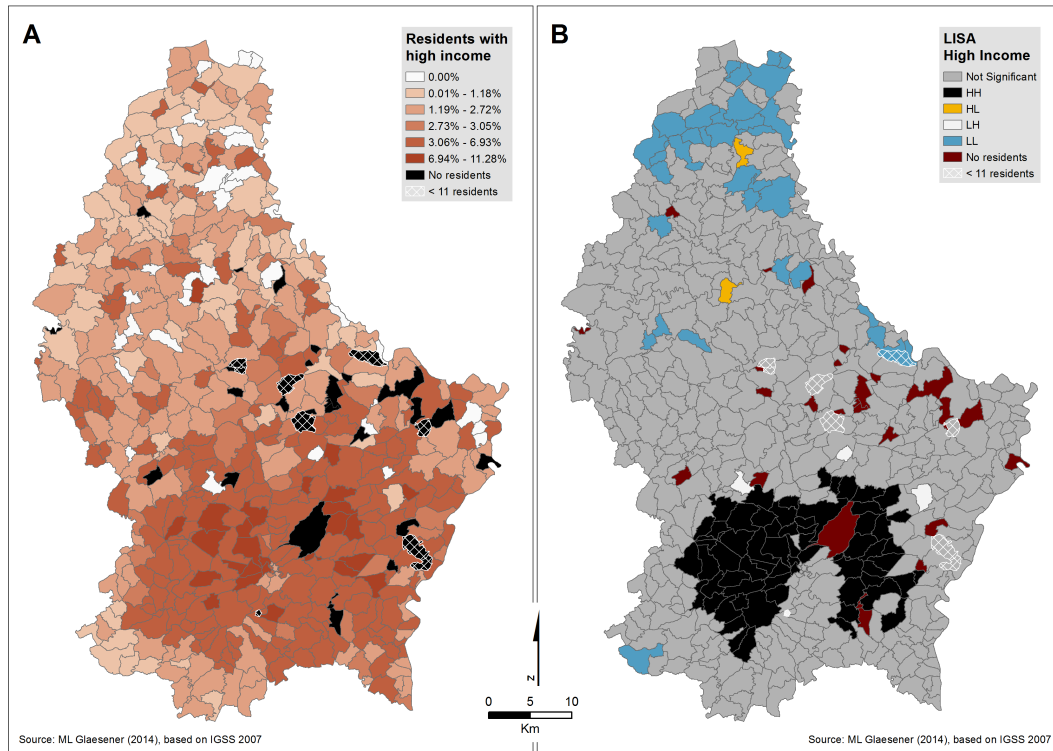 A
Residents with
high income
0.00%
0.01% - 1.18%
1.19% - 2.72%
2.73% - 3.05%
3.06% - 6.93%
6.94% - 11.28%
No residents
< 11 residents
Source: ML Glaesener (2014), based on IGSS 2007
B
LISA
High Income
Not Significant
HH
HL
LH
LL
No residents
< 11 residents
Source: ML Glaesener (2014), based on IGSS 2007
z
0 5 10
Km